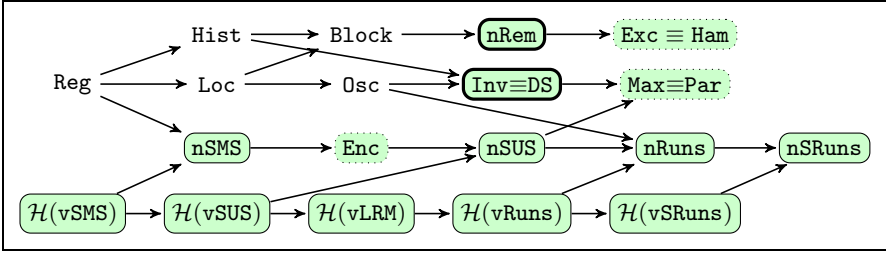 Hist Block nRem Exc ≡ Ham
Reg Loc Osc Inv≡DS Max≡Par
nSMS Enc nSUS nRuns nSRuns
ℋ(vSMS) ℋ(vSUS) ℋ(vLRM) ℋ(vRuns) ℋ(vSRuns)